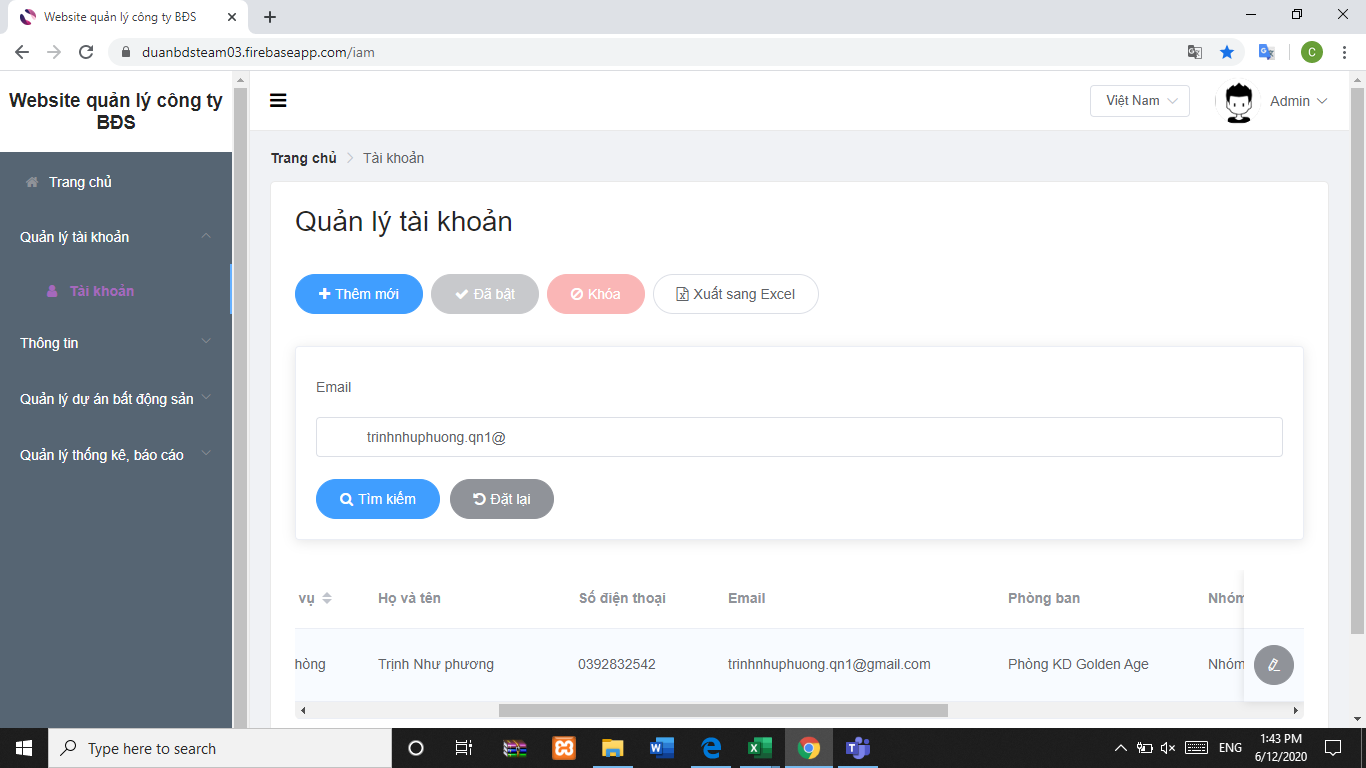 Website quản lý công ty BĐS
duanbdsteam03.firebaseapp.com/iam
C
Website quản lý công ty
BĐS
Việt Nam
Admin
Trang chủ
Quản lý tài khoản
Tài khoản
Thông tin
Quản lý dự án bất động sản
Quản lý thống kê, báo cáo
Trang chủ > Tài khoản
Quản lý tài khoản
Thêm mới Đã bật Khóa Xuất sang Excel
Email
trinhnhuphuong.qn1@
Tìm kiếm Đặt lại
vụ Họ và tên Số điện thoại Email Phòng ban Nhóm
hòng Trịnh Như phương 0392832542 trinhnhuphuong.qn1@gmail.com Phòng KD Golden Age Nhóm
Type here to search
ENG
1:43 PM
6/12/2020